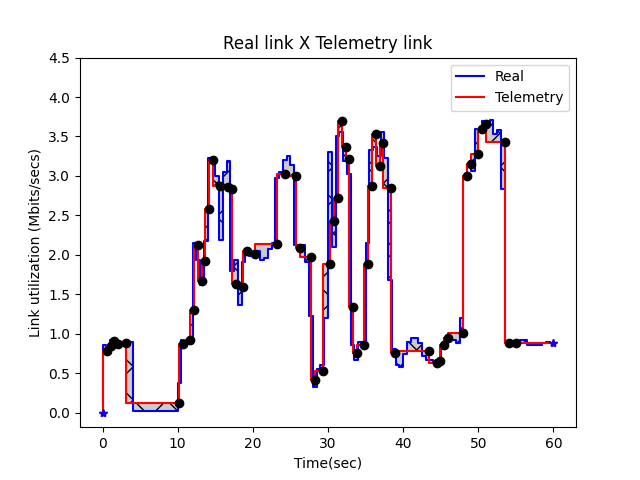 Real link X Telemetry link
Real
Telemetry
Link utilization (Mbits/secs)
4.5
4.0
3.5
3.0
2.5
2.0
1.5
1.0
0.5
0.0
0 10 20 30 40 50 60
Time(sec)